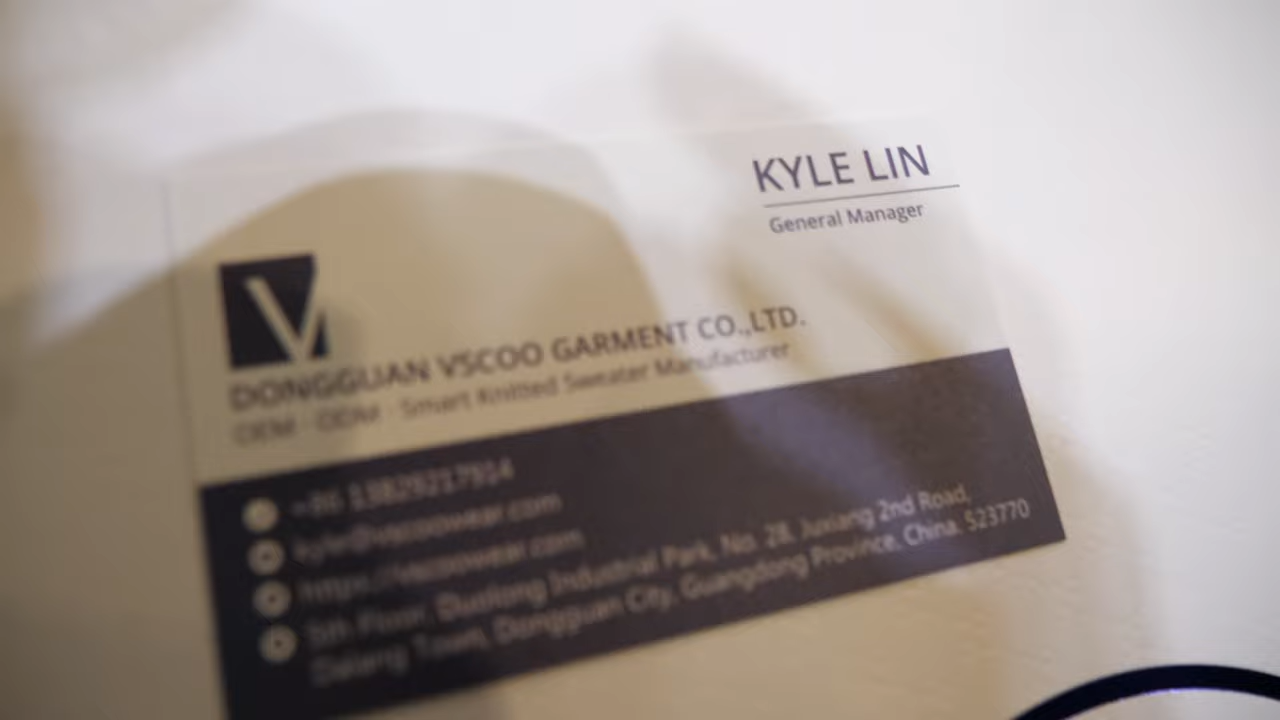 KYLE LIN
General Manager
V
DONGGUAN VSCOO GARMENT CO.,LTD.
OEM · ODM · Smart Knitted Sweater Manufacturer
+86 13829217914
kyle@vscoowear.com
https://vscoowear.com
5th Floor, Duolong Industrial Park, No. 28, Juxiang 2nd Road,
Dalang Town, Dongguan City, Guangdong Province, China. 523770